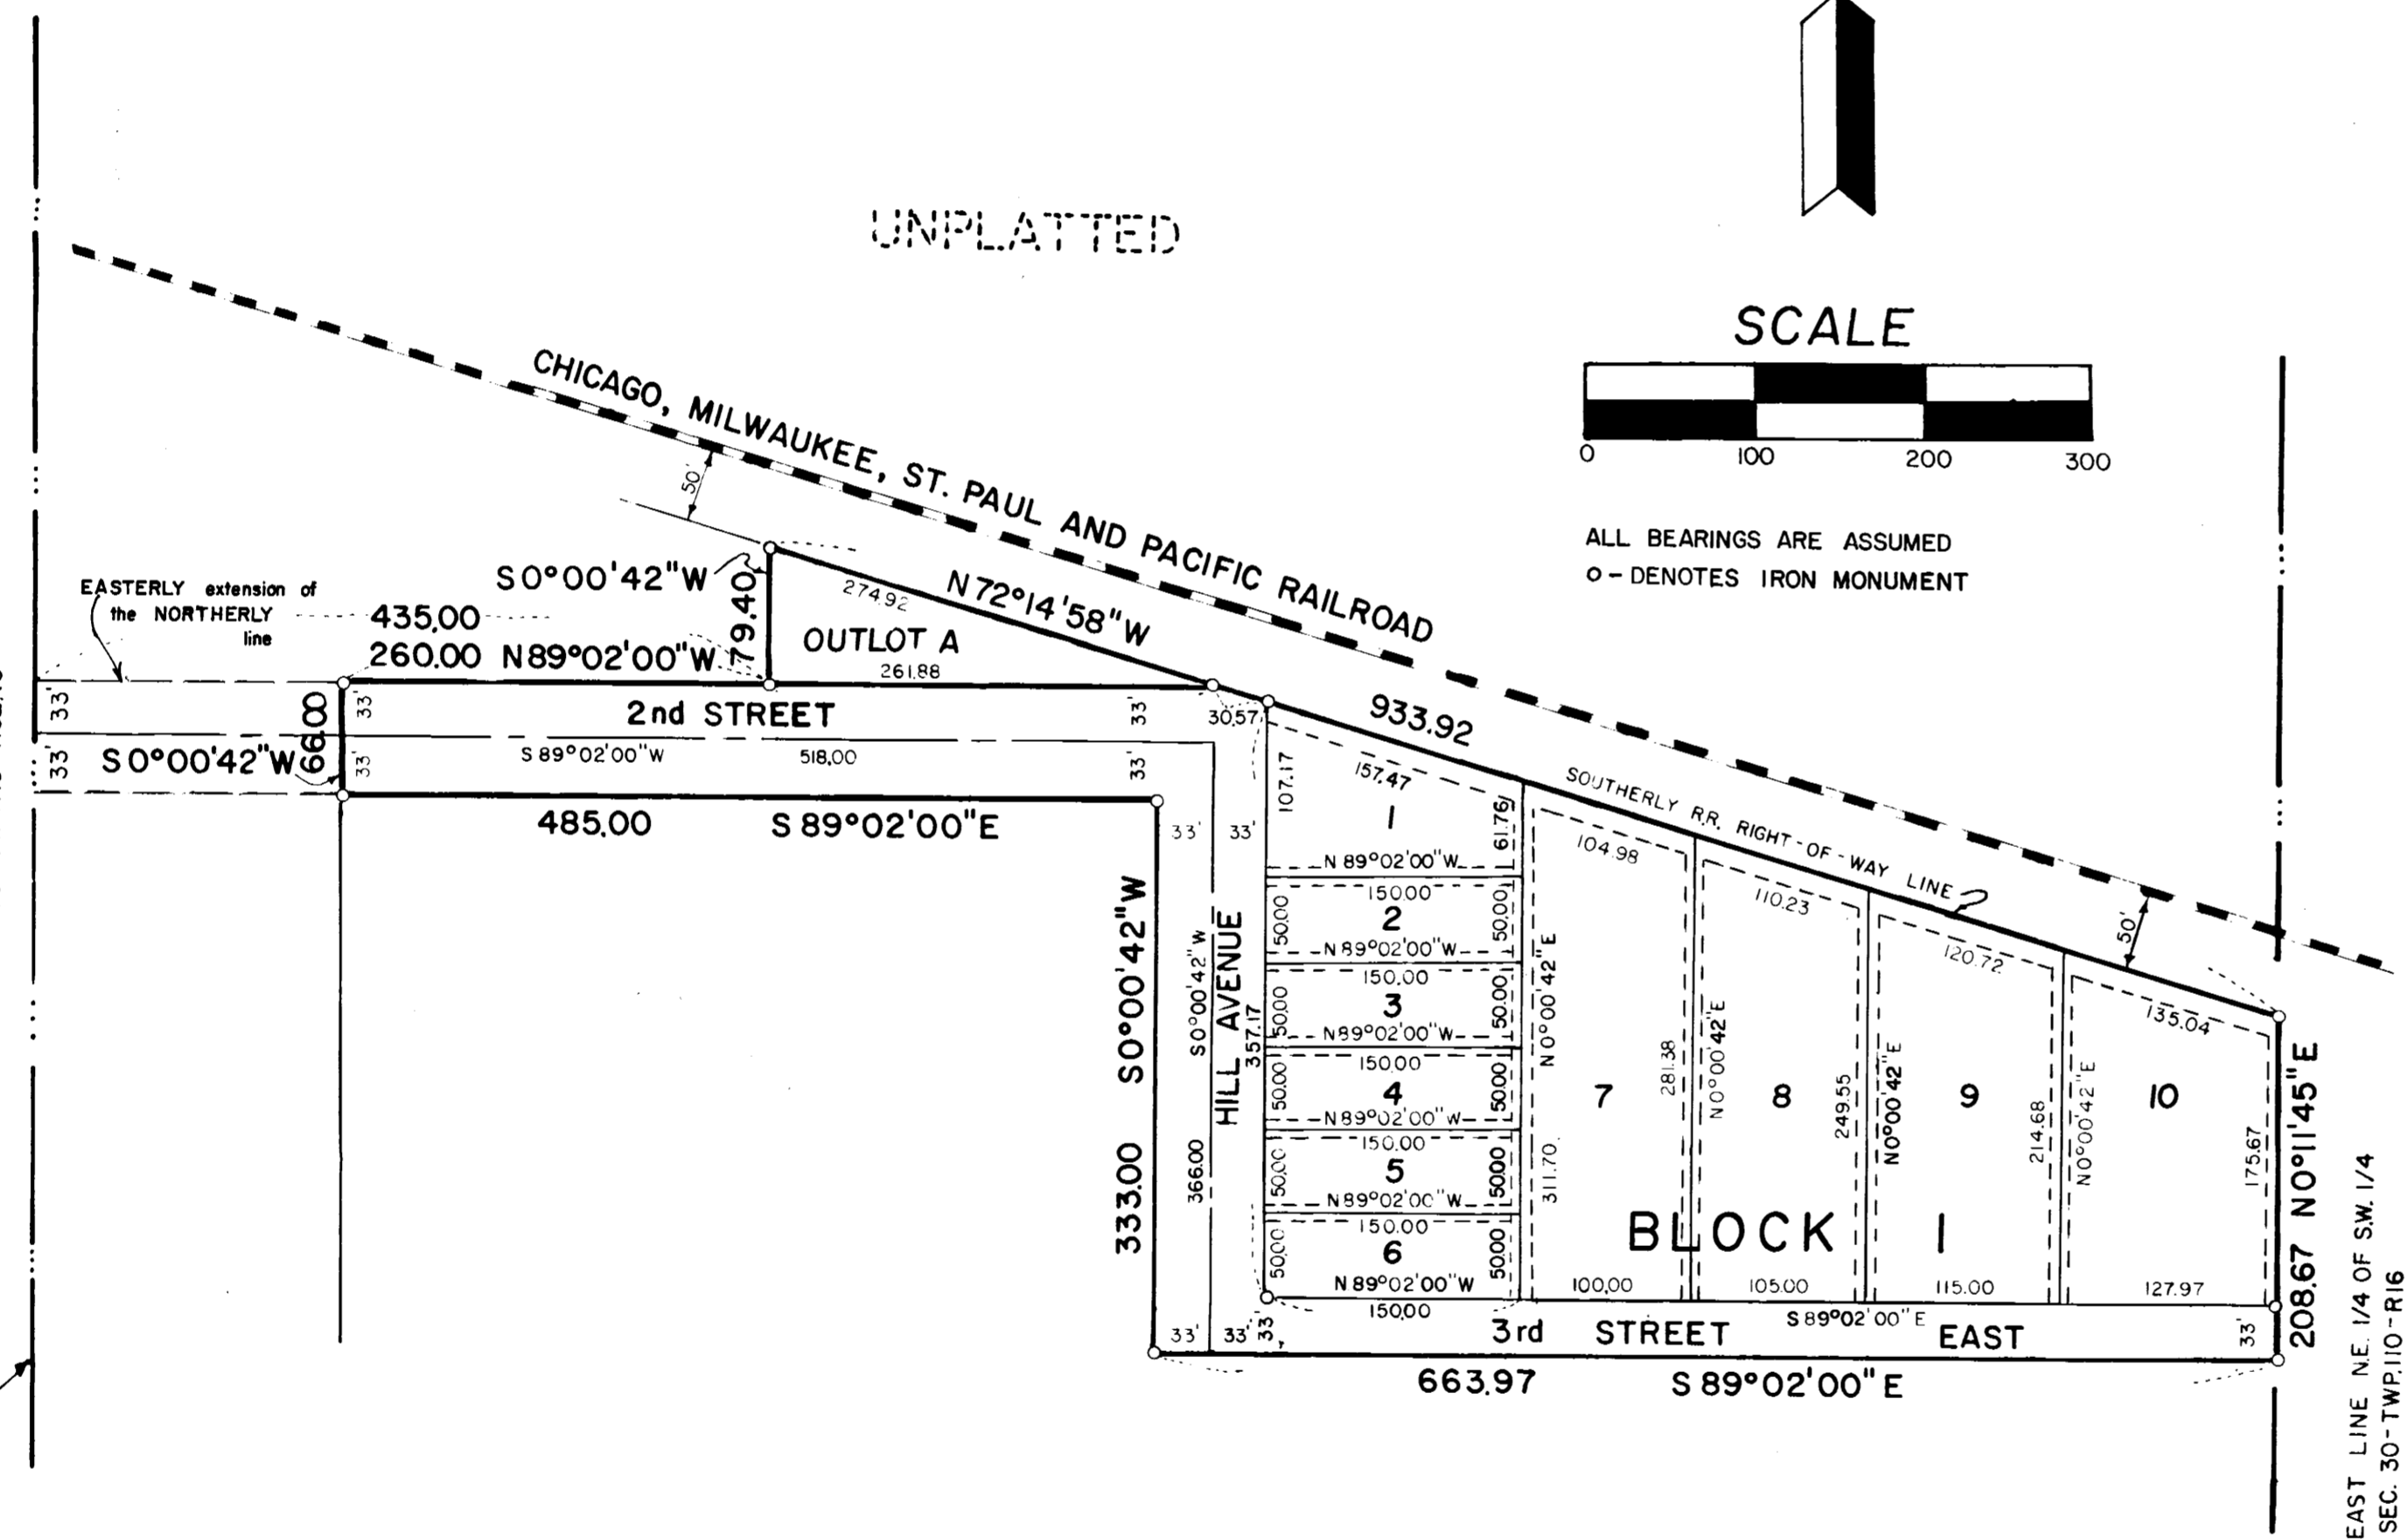 UNPLATTED
SCALE
0 100 200 300
ALL BEARINGS ARE ASSUMED
O - DENOTES IRON MONUMENT
CHICAGO, MILWAUKEE, ST. PAUL AND PACIFIC RAILROAD
50'
EASTERLY extension of
the NORTHERLY
line
S 0°00'42"W
79.40
435.00
260.00 N 89°02'00"W
274.92
N 72°14'58"W
OUTLOT A
261.88
933.92
SOUTHERLY R.R. RIGHT-OF-WAY LINE
50'
33'
33'
S 0°00'42"W
66.00
33'
33'
2nd STREET
S 89°02'00"W 518.00
33'
33'
30.57
485.00 S 89°02'00"E
33' 33'
S 0°00'42"W
333.00
S 0°00'42"W
366.00
HILL AVENUE
357.17
107.17
157.47
1
61.76
N 89°02'00"W
150.00
50.00 2 50.00
N 89°02'00"W
150.00
50.00 3 50.00
N 89°02'00"W
150.00
50.00 4 50.00
N 89°02'00"W
150.00
50.00 5 50.00
N 89°02'00"W
150.00
50.00 6 50.00
N 89°02'00"W
150.00
104.98
N 0°00'42"E
311.70
7
281.38
100.00
110.23
N 0°00'42"E
8
249.55
105.00
120.72
N 0°00'42"E
9
214.68
115.00
135.04
N 0°00'42"E
10
175.67
127.97
BLOCK 1
S 89°02'00"E
33' 33' 33'
3rd STREET EAST
33'
663.97 S 89°02'00"E
208.67 N 0°11'45"E
EAST LINE N.E. 1/4 OF S.W. 1/4
SEC. 30-TWP.110-R16